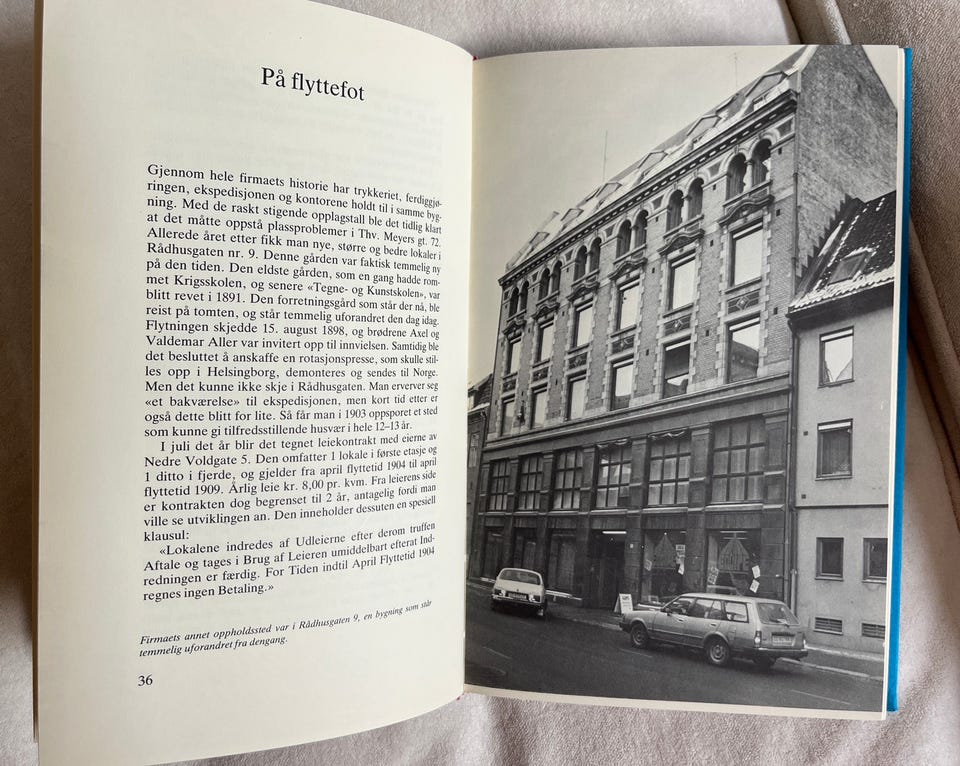 På flyttefot
Gjennom hele firmaets historie har trykkeriet, ferdiggjø-
ringen, ekspedisjonen og kontorene holdt til i samme byg-
ning. Med de raskt stigende opplagstall ble det tidlig klart
at det måtte oppstå plassproblemer i Thv. Meyers gt. 72.
Allerede året etter fikk man nye, større og bedre lokaler i
Rådhusgaten nr. 9. Denne gården var faktisk temmelig ny
på den tiden. Den eldste gården, som en gang hadde rom-
met Krigsskolen, og senere «Tegne- og Kunstskolen», var
blitt revet i 1891. Den forretningsgård som står der nå, ble
reist på tomten, og står temmelig uforandret den dag idag.
Flytningen skjedde 15. august 1898, og brødrene Axel og
Valdemar Aller var invitert opp til innvielsen. Samtidig ble
det besluttet å anskaffe en rotasjonspresse, som skulle stil-
les opp i Helsingborg, demonteres og sendes til Norge.
Men det kunne ikke skje i Rådhusgaten. Man erverver seg
«et bakværelse» til ekspedisjonen, men kort tid etter er
også dette blitt for lite. Så får man i 1903 oppsporet et sted
som kunne gi tilfredsstillende husvær i hele 12–13 år.
I juli det år blir det tegnet leiekontrakt med eierne av
Nedre Voldgate 5. Den omfatter 1 lokale i første etasje og
1 ditto i fjerde, og gjelder fra april flyttetid 1904 til april
flyttetid 1909. Årlig leie kr. 8,00 pr. kvm. Fra leierens side
er kontrakten dog begrenset til 2 år, antagelig fordi man
ville se utviklingen an. Den inneholder dessuten en spesiell
klausul:
«Lokalene indredes af Udleierne efter derom truffen
Aftale og tages i Brug af Leieren umiddelbart efterat Ind-
redningen er færdig. For Tiden indtil April Flyttetid 1904
regnes ingen Betaling.»
Firmaets annet oppholdssted var i Rådhusgaten 9, en bygning som står
temmelig uforandret fra dengang.
36